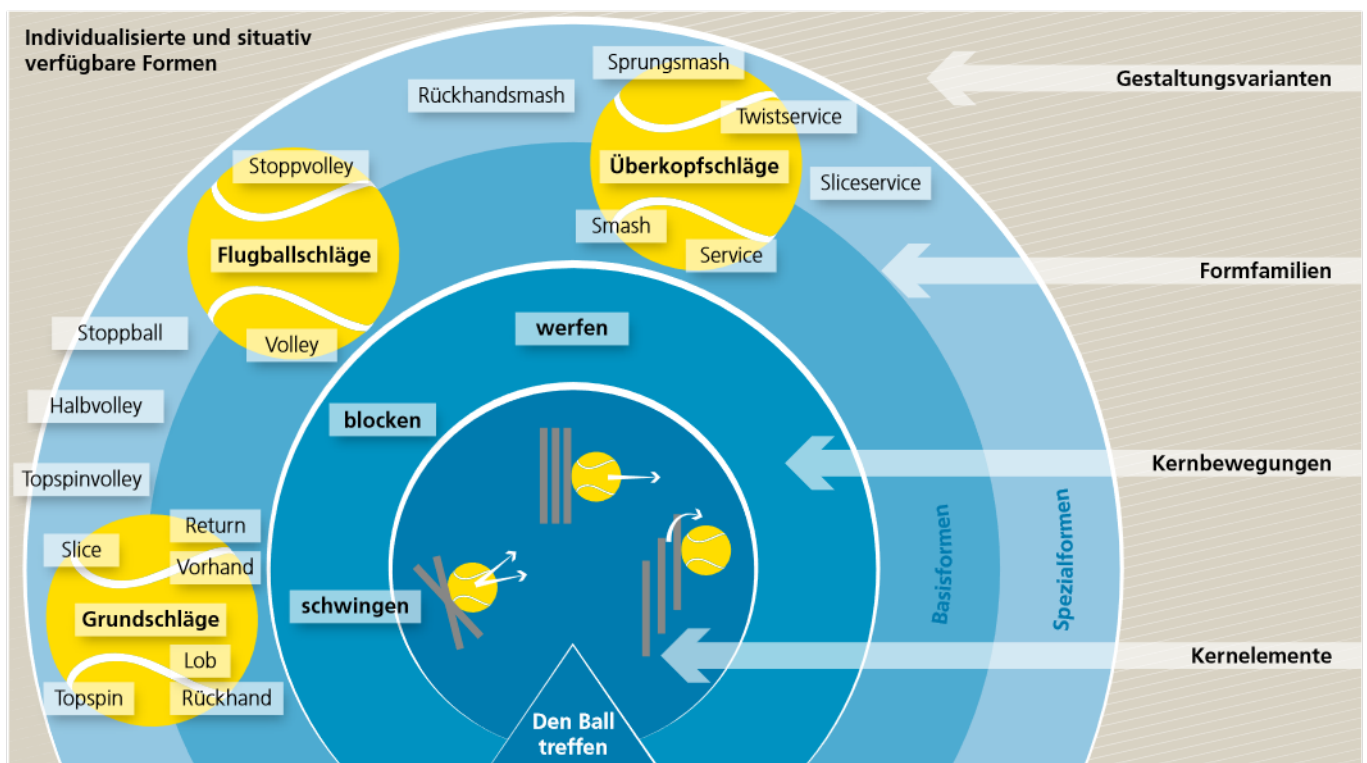 Individualisierte und situativ
verfügbare Formen
Sprungsmash
Gestaltungsvarianten
Rückhandsmash
Twistservice
Stoppvolley
Überkopfschläge
Sliceservice
Smash
Flugballschläge
Service
Formfamilien
Stoppball
Volley
werfen
Halbvolley
blocken
Kernbewegungen
Topspinvolley
Return
Slice
Vorhand
Basisformen
Spezialformen
schwingen
Grundschläge
Lob
Kernelemente
Topspin
Rückhand
Den Ball
treffen